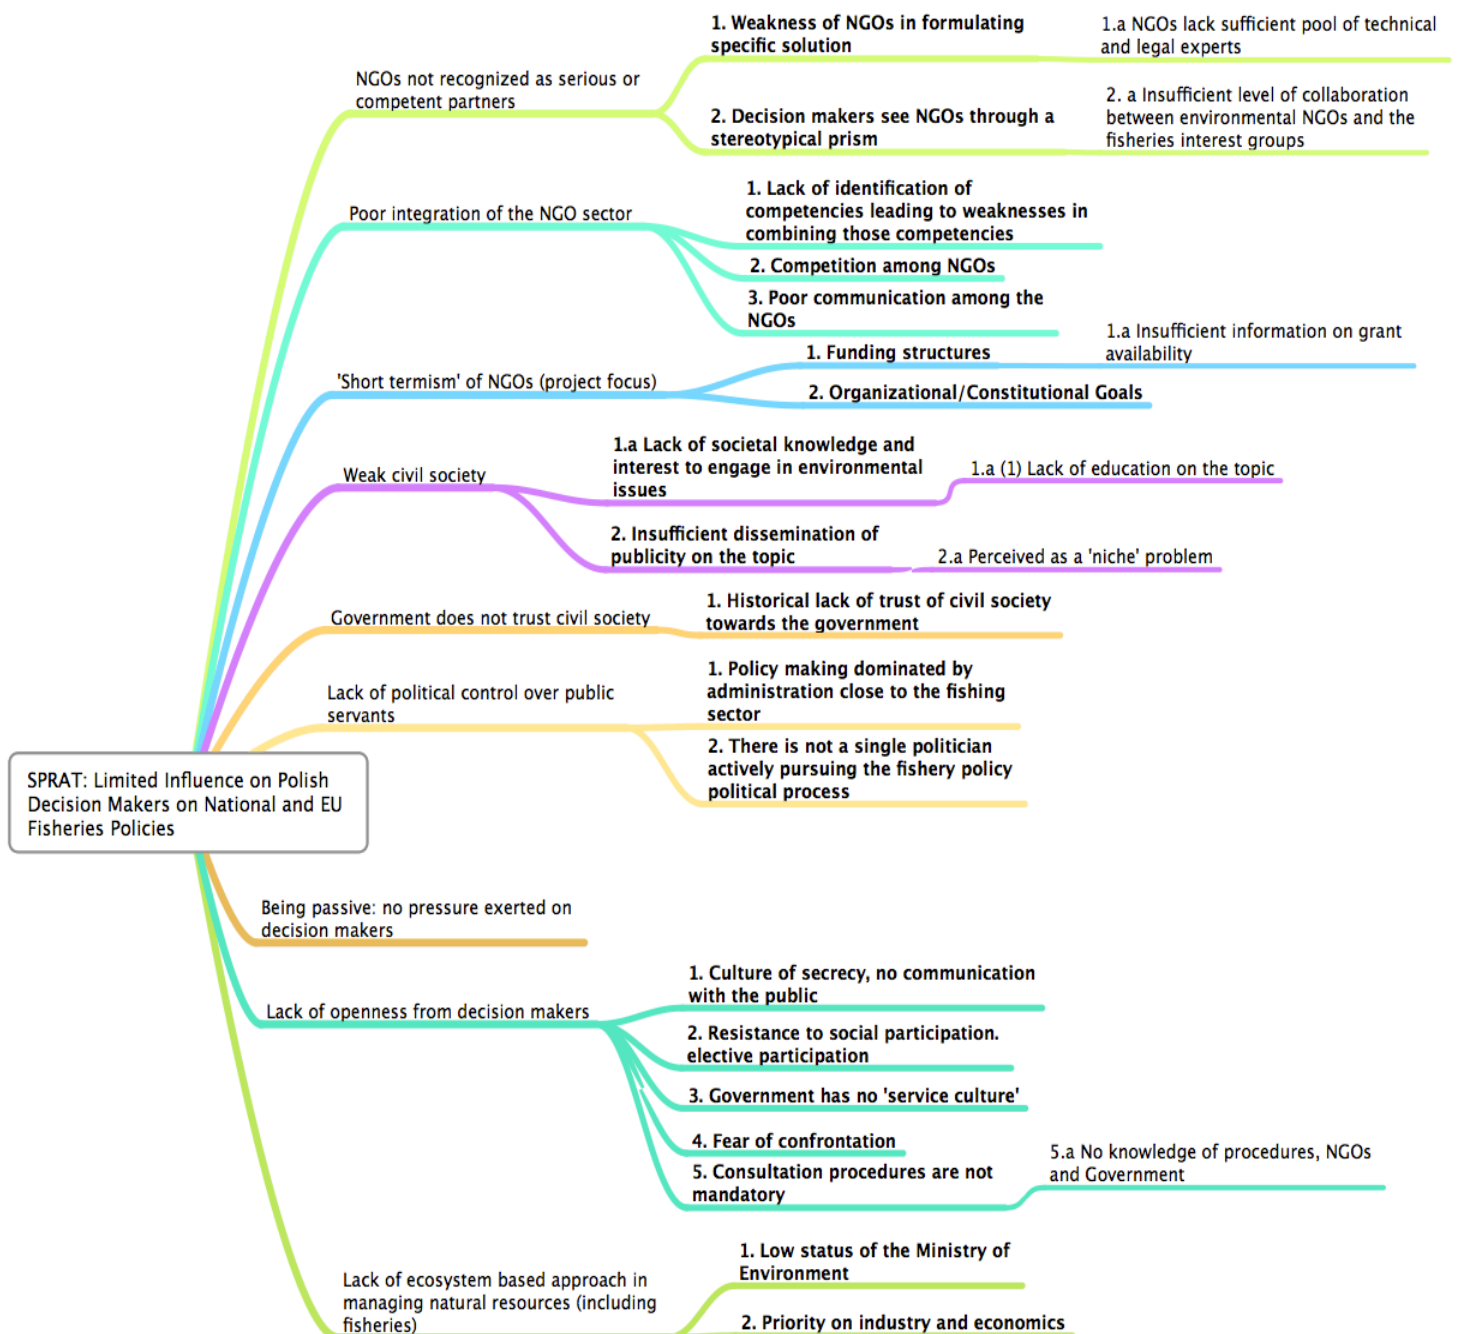 1. Weakness of NGOs in formulating
specific solution
1.a NGOs lack sufficient pool of technical
and legal experts
NGOs not recognized as serious or
competent partners
2. Decision makers see NGOs through a
stereotypical prism
2. a Insufficient level of collaboration
between environmental NGOs and the
fisheries interest groups
Poor integration of the NGO sector
1. Lack of identification of
competencies leading to weaknesses in
combining those competencies
2. Competition among NGOs
3. Poor communication among the
NGOs
'Short termism' of NGOs (project focus)
1. Funding structures
1.a Insufficient information on grant
availability
2. Organizational/Constitutional Goals
Weak civil society
1.a Lack of societal knowledge and
interest to engage in environmental
issues
1.a (1) Lack of education on the topic
2. Insufficient dissemination of
publicity on the topic
2.a Perceived as a 'niche' problem
Government does not trust civil society
1. Historical lack of trust of civil society
towards the government
Lack of political control over public
servants
1. Policy making dominated by
administration close to the fishing
sector
2. There is not a single politician
actively pursuing the fishery policy
political process
SPRAT: Limited Influence on Polish
Decision Makers on National and EU
Fisheries Policies
Being passive: no pressure exerted on
decision makers
Lack of openness from decision makers
1. Culture of secrecy, no communication
with the public
2. Resistance to social participation.
elective participation
3. Government has no 'service culture'
4. Fear of confrontation
5. Consultation procedures are not
mandatory
5.a No knowledge of procedures, NGOs
and Government
Lack of ecosystem based approach in
managing natural resources (including
fisheries)
1. Low status of the Ministry of
Environment
2. Priority on industry and economics